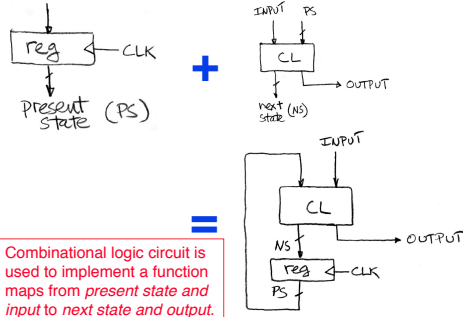 reg
CLK
present
state (PS)
+
INPUT PS
CL
OUTPUT
next
state (NS)
=
INPUT
CL
NS
OUTPUT
reg
CLK
PS
Combinational logic circuit is
used to implement a function
maps from present state and
input to next state and output.